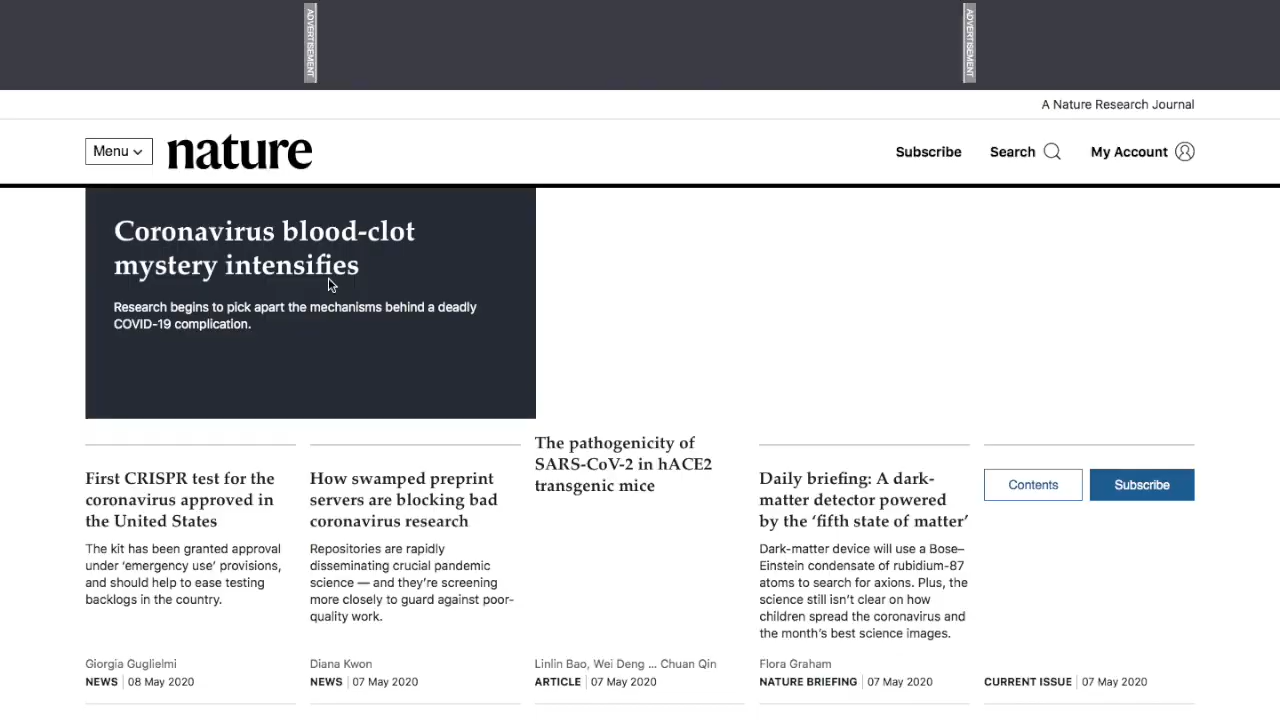 ADVERTISEMENT
ADVERTISEMENT
A Nature Research Journal
Menu
nature
Subscribe
Search
My Account
Coronavirus blood-clot
mystery intensifies
Research begins to pick apart the mechanisms behind a deadly
COVID-19 complication.
First CRISPR test for the
coronavirus approved in
the United States
The kit has been granted approval
under ‘emergency use’ provisions,
and should help to ease testing
backlogs in the country.
Giorgia Guglielmi
NEWS | 08 May 2020
How swamped preprint
servers are blocking bad
coronavirus research
Repositories are rapidly
disseminating crucial pandemic
science — and they’re screening
more closely to guard against poor-
quality work.
Diana Kwon
NEWS | 07 May 2020
The pathogenicity of
SARS-CoV-2 in hACE2
transgenic mice
Linlin Bao, Wei Deng ... Chuan Qin
ARTICLE | 07 May 2020
Daily briefing: A dark-
matter detector powered
by the ‘fifth state of matter’
Dark-matter device will use a Bose–
Einstein condensate of rubidium-87
atoms to search for axions. Plus, the
science still isn’t clear on how
children spread the coronavirus and
the month’s best science images.
Flora Graham
NATURE BRIEFING | 07 May 2020
Contents
Subscribe
CURRENT ISSUE | 07 May 2020